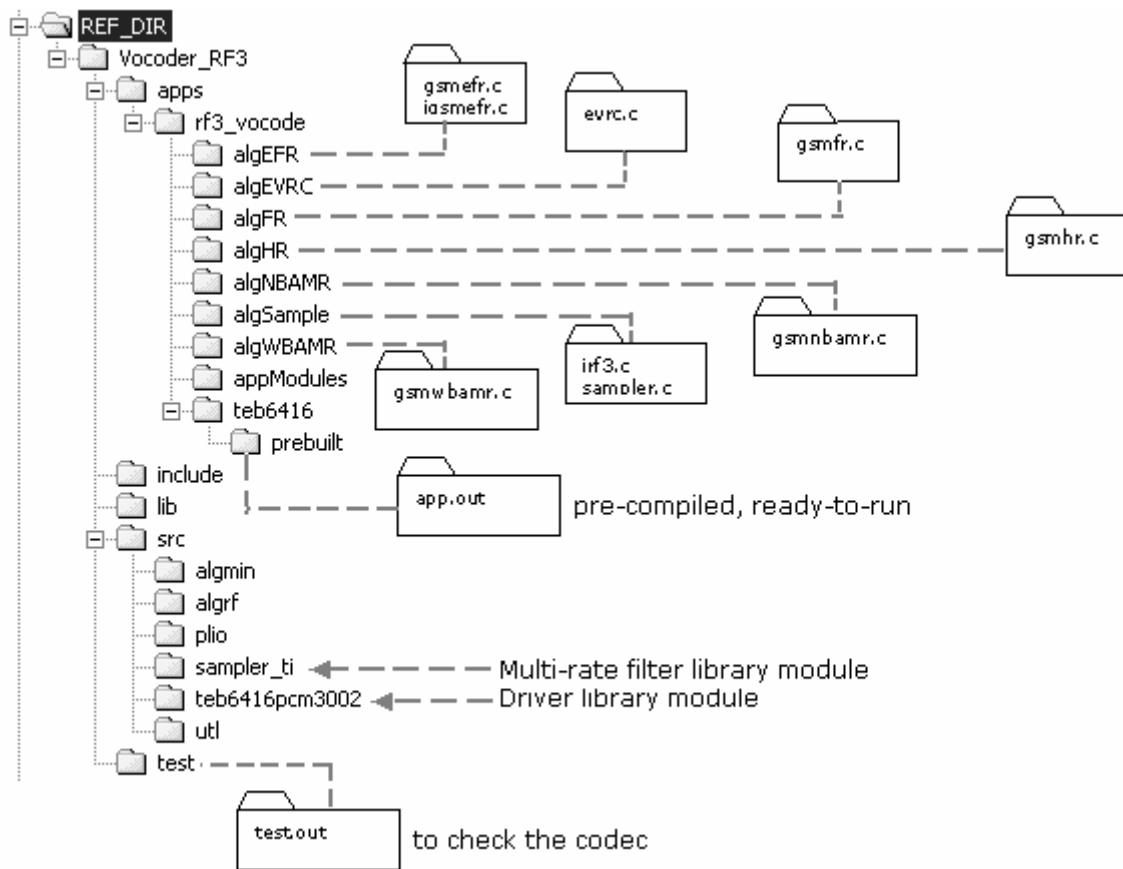 REF_DIR
Vocoder_RF3
apps
rf3_vocode
algEFR
algEVRC
algFR
algHR
algNBAMR
algSample
algWBAMR
appModules
teb6416
prebuilt
include
lib
src
algmin
algrf
plio
sampler_ti
teb6416pcm3002
utl
test
gsmefr.c
igsmefr.c
evrc.c
gsmfr.c
gsmhr.c
gsmnbamr.c
irf3.c
sampler.c
gsmwbamr.c
app.out
pre-compiled, ready-to-run
Multi-rate filter library module
Driver library module
test.out
to check the codec